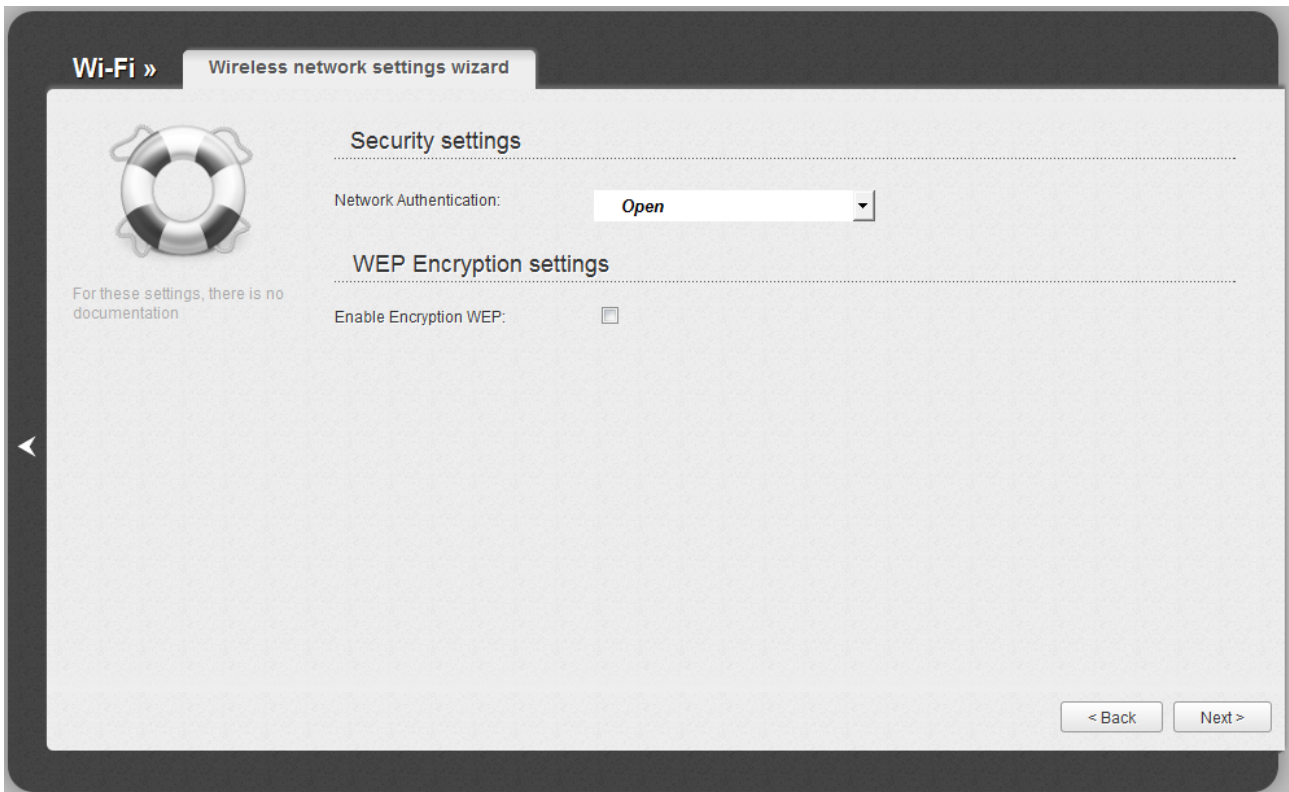 Wi-Fi »
Wireless network settings wizard
For these settings, there is no
documentation
Security settings
Network Authentication:
Open
WEP Encryption settings
Enable Encryption WEP:
< Back
Next >